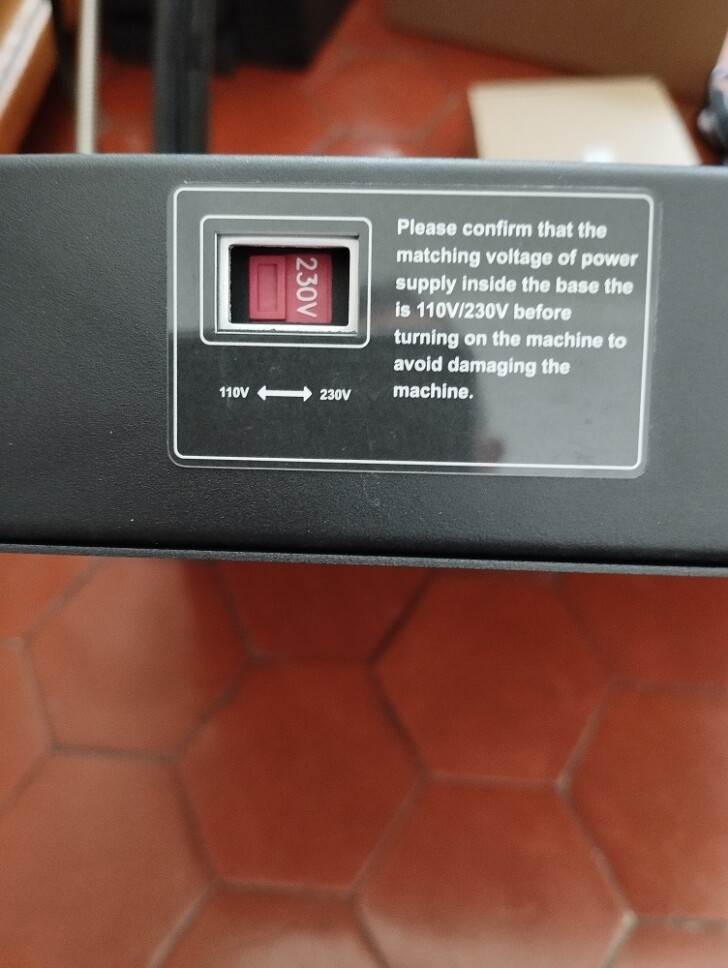 230V
110V 230V
Please confirm that the
matching voltage of power
supply inside the base the
is 110V/230V before
turning on the machine to
avoid damaging the
machine.